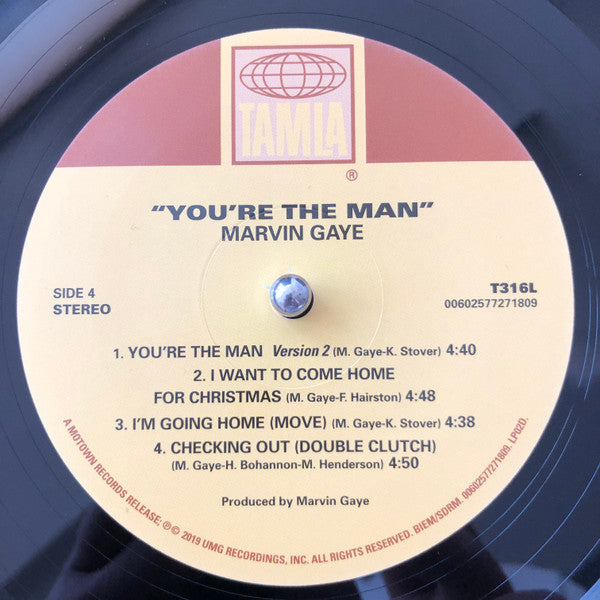 TAMLA
®
"YOU'RE THE MAN"
MARVIN GAYE
SIDE 4
STEREO
T316L
00602577271809
1. YOU'RE THE MAN Version 2 (M. Gaye-K. Stover) 4:40
2. I WANT TO COME HOME
FOR CHRISTMAS (M. Gaye-F. Hairston) 4:48
3. I'M GOING HOME (MOVE) (M. Gaye-K. Stover) 4:38
4. CHECKING OUT (DOUBLE CLUTCH)
(M. Gaye-H. Bohannon-M. Henderson) 4:50
Produced by Marvin Gaye
A MOTOWN RECORDS RELEASE; ℗ © 2019 UMG RECORDINGS, INC. ALL RIGHTS RESERVED. BIEM/SDRM. 00602577271809. LP02D.